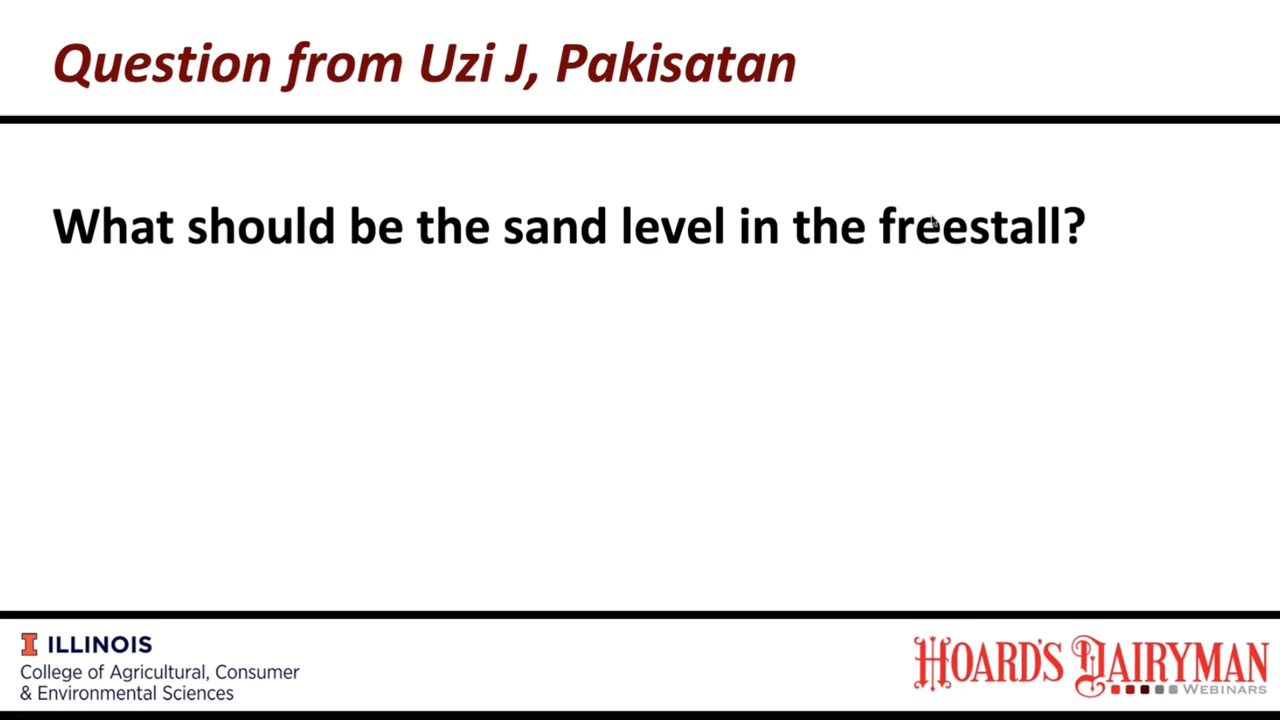 Question from Uzi J, Pakisatan
What should be the sand level in the freestall?
I ILLINOIS
College of Agricultural, Consumer
& Environmental Sciences
HOARD'S DAIRYMAN
WEBINARS